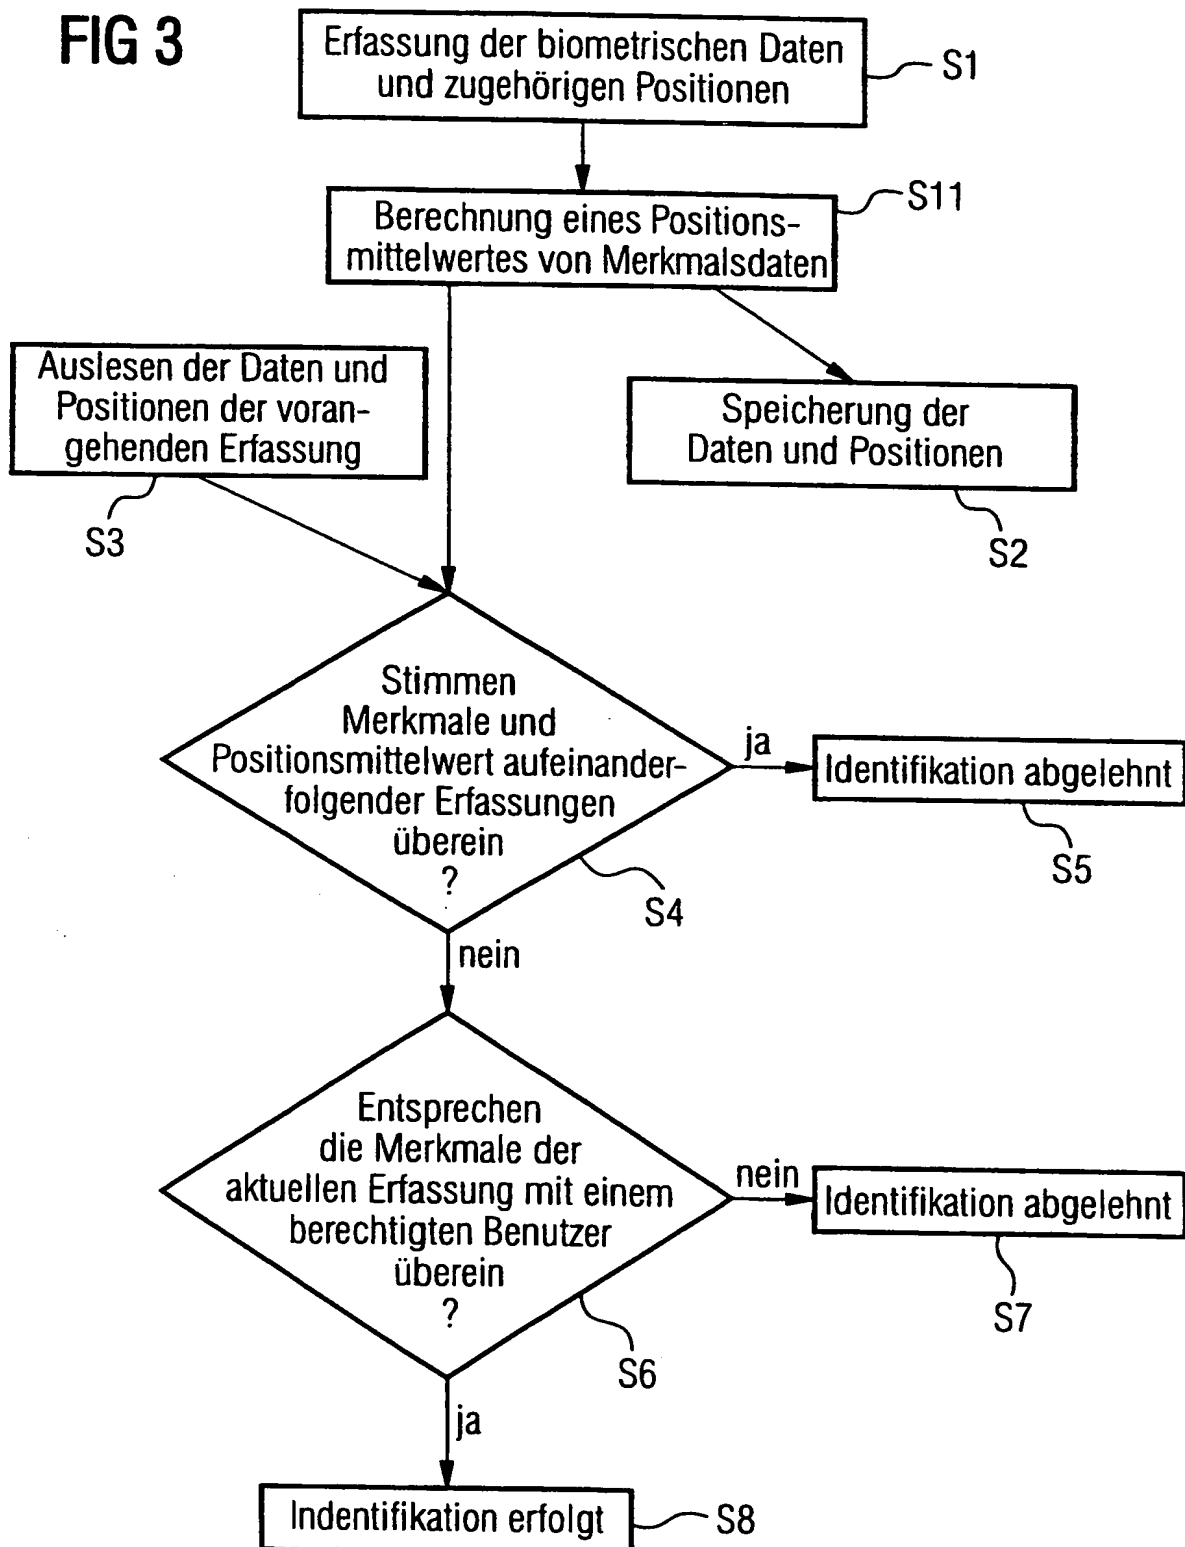 FIG 3
Erfassung der biometrischen Daten
und zugehörigen Positionen
S1
Berechnung eines Positions-
mittelwertes von Merkmalsdaten
S11
Auslesen der Daten und
Positionen der voran-
gehenden Erfassung
S3
Speicherung der
Daten und Positionen
S2
Stimmen
Merkmale und
Positionsmittelwert aufeinander-
folgender Erfassungen
überein
?
S4
ja
Identifikation abgelehnt
S5
nein
Entsprechen
die Merkmale der
aktuellen Erfassung mit einem
berechtigten Benutzer
überein
?
S6
nein
Identifikation abgelehnt
S7
ja
Indentifikation erfolgt
S8